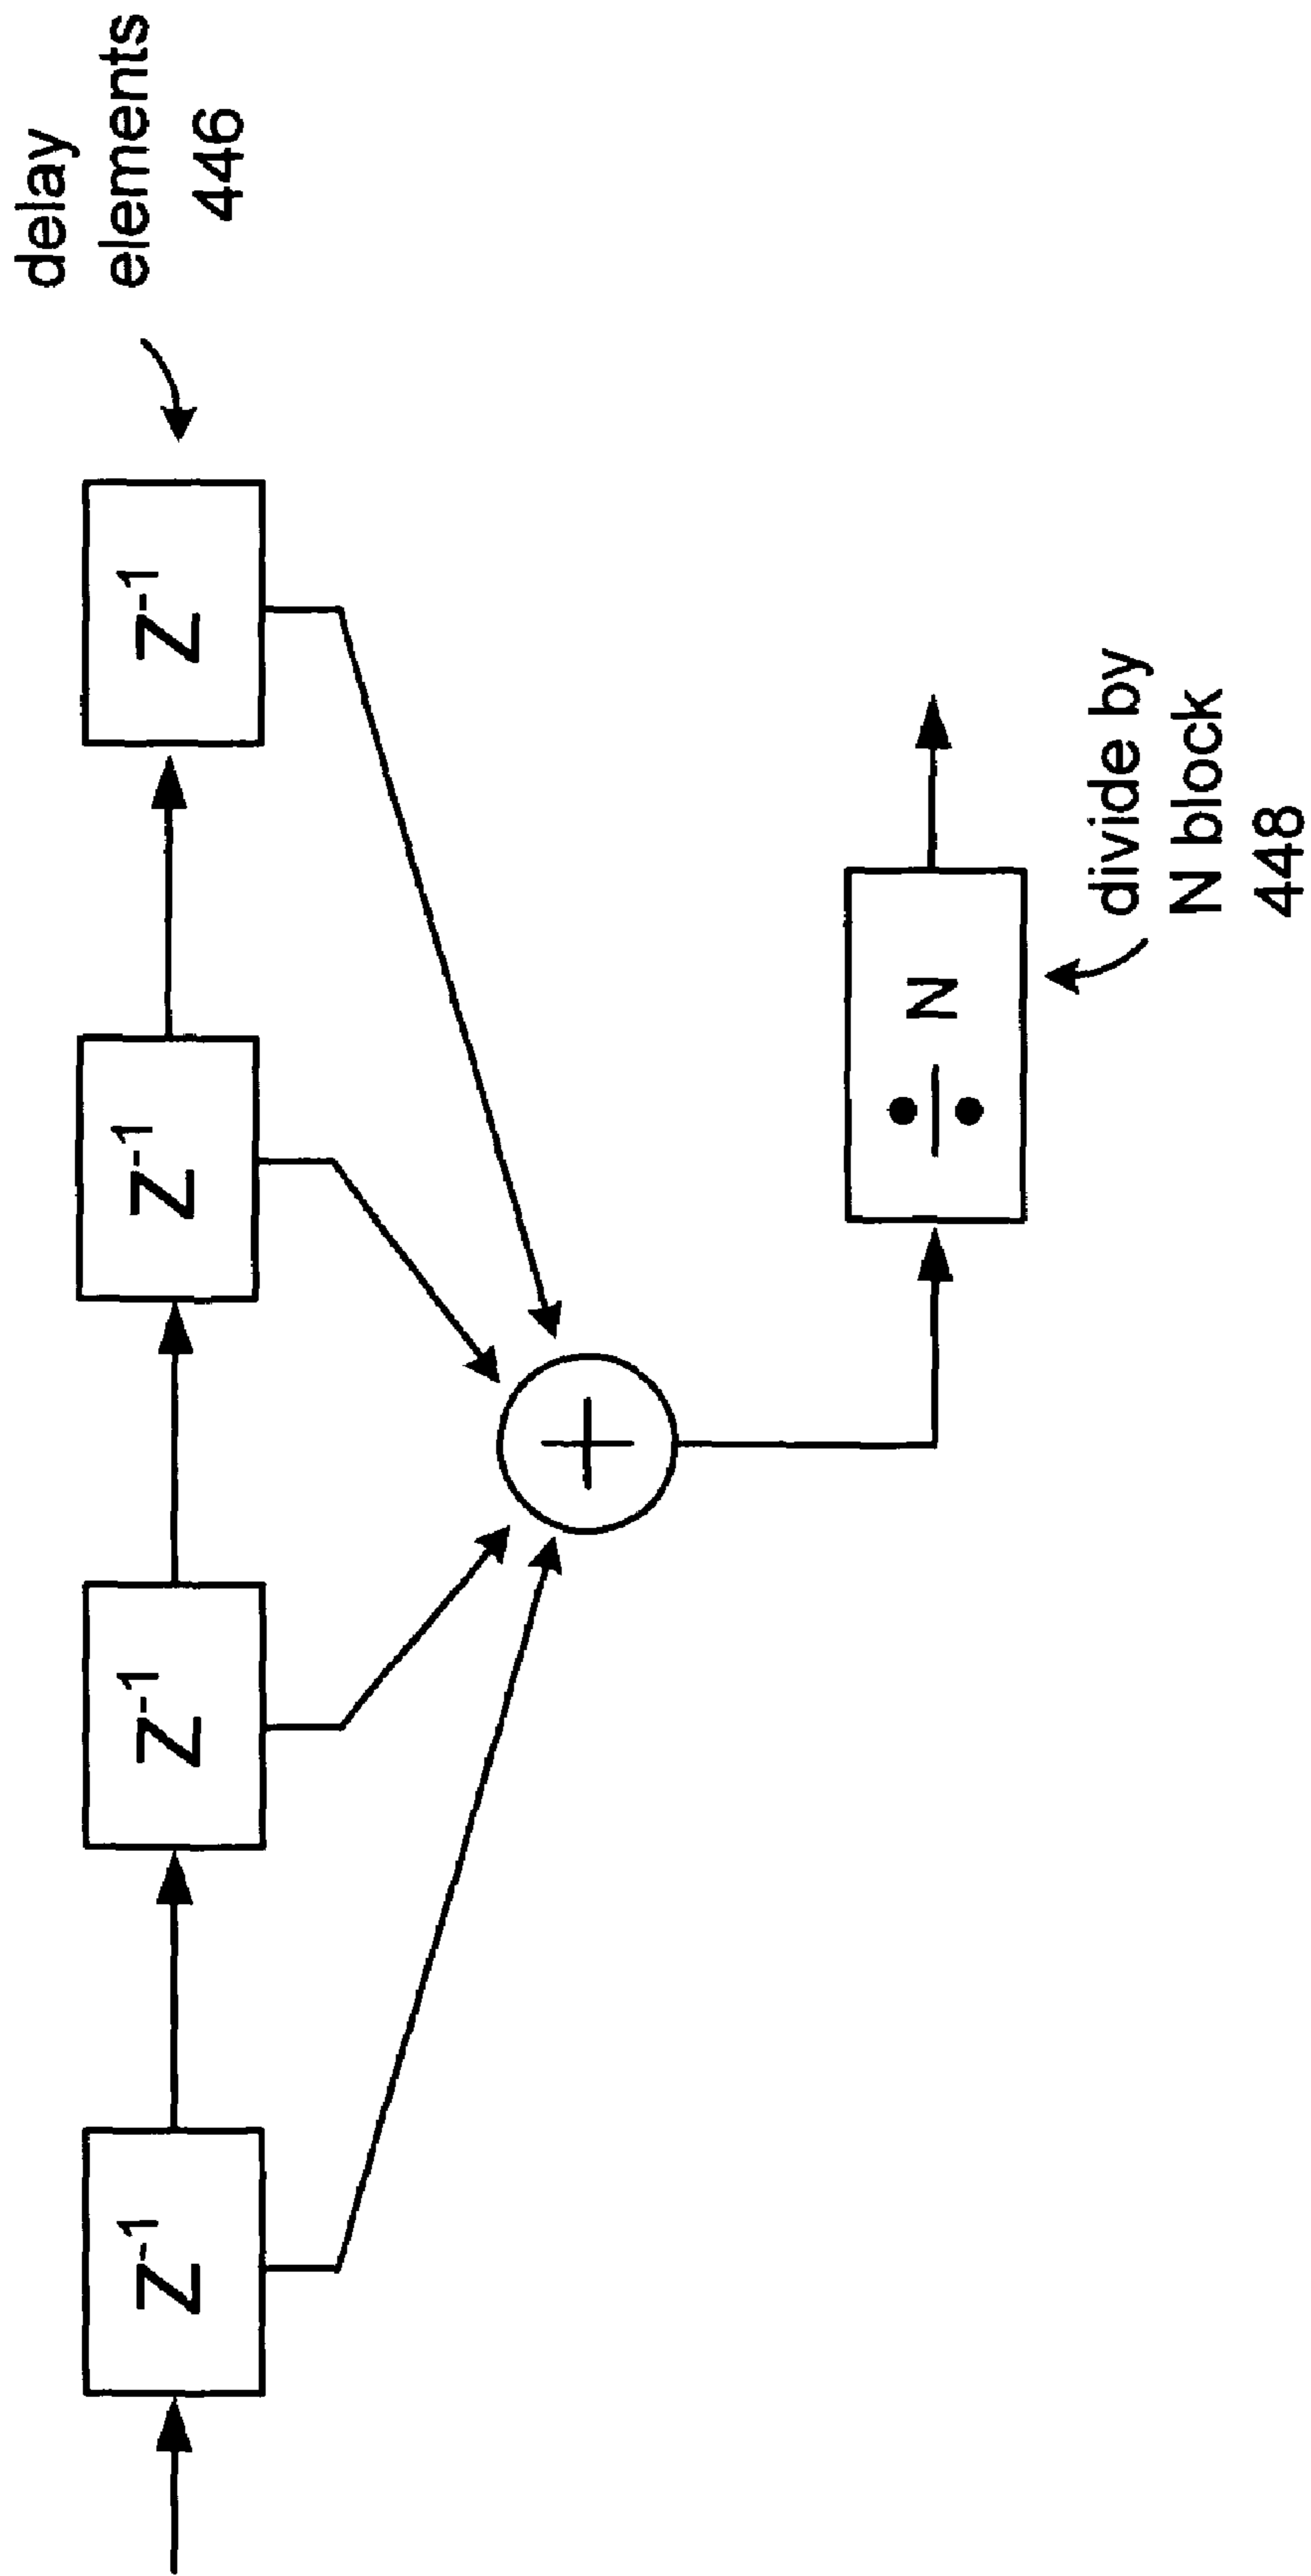 Z⁻¹
Z⁻¹
Z⁻¹
Z⁻¹
delay
elements
446
+
÷ N
divide by
N block
448